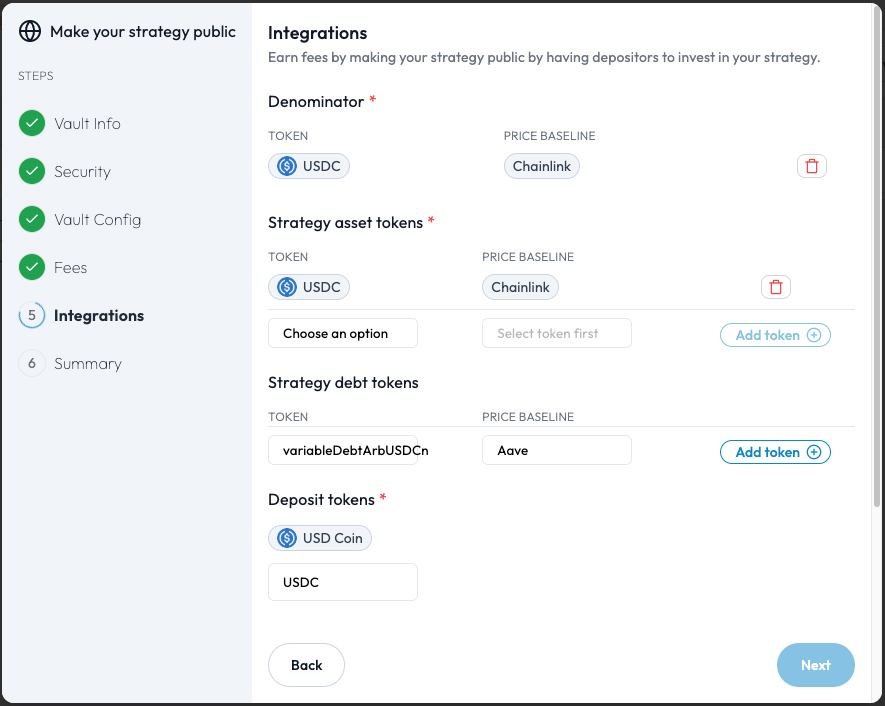 Make your strategy public
STEPS
Vault Info
Security
Vault Config
Fees
5 Integrations
6 Summary
Integrations
Earn fees by making your strategy public by having depositors to invest in your strategy.
Denominator *
TOKEN PRICE BASELINE
USDC Chainlink
Strategy asset tokens *
TOKEN PRICE BASELINE
USDC Chainlink
Choose an option Select token first Add token
Strategy debt tokens
TOKEN PRICE BASELINE
variableDebtArbUSDCn Aave Add token
Deposit tokens *
USD Coin
USDC
Back Next